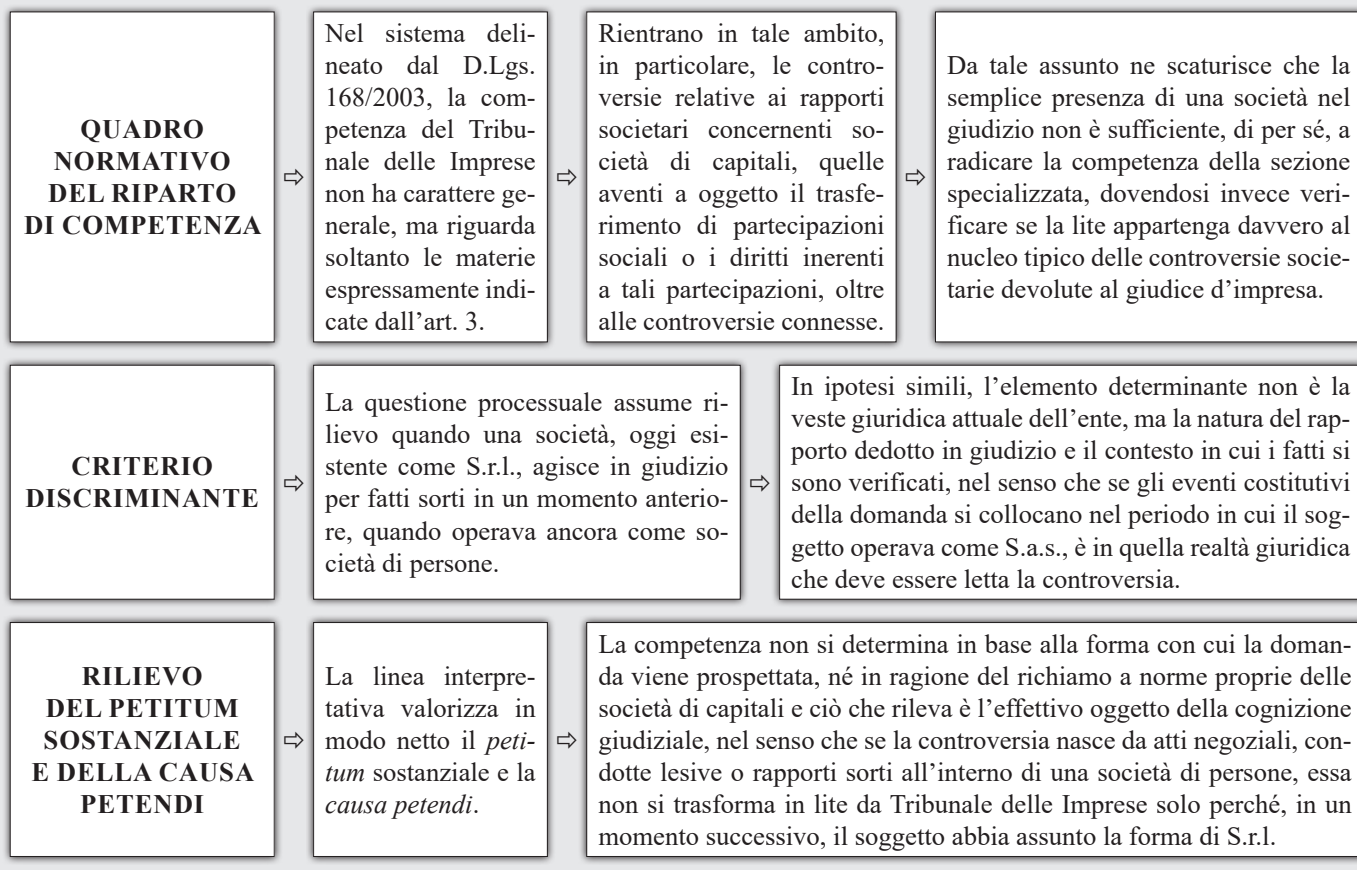 QUADRO
NORMATIVO
DEL RIPARTO
DI COMPETENZA
⇨
Nel sistema deli-
neato dal D.Lgs.
168/2003, la com-
petenza del Tribu-
nale delle Imprese
non ha carattere ge-
nerale, ma riguarda
soltanto le materie
espressamente indi-
cate dall’art. 3.
⇨
Rientrano in tale ambito,
in particolare, le contro-
versie relative ai rapporti
societari concernenti so-
cietà di capitali, quelle
aventi a oggetto il trasfe-
rimento di partecipazioni
sociali o i diritti inerenti
a tali partecipazioni, oltre
alle controversie connesse.
⇨
Da tale assunto ne scaturisce che la
semplice presenza di una società nel
giudizio non è sufficiente, di per sé, a
radicare la competenza della sezione
specializzata, dovendosi invece veri-
ficare se la lite appartenga davvero al
nucleo tipico delle controversie socie-
tarie devolute al giudice d’impresa.
CRITERIO
DISCRIMINANTE
⇨
La questione processuale assume ri-
lievo quando una società, oggi esi-
stente come S.r.l., agisce in giudizio
per fatti sorti in un momento anterio-
re, quando operava ancora come so-
cietà di persone.
⇨
In ipotesi simili, l’elemento determinante non è la
veste giuridica attuale dell’ente, ma la natura del rap-
porto dedotto in giudizio e il contesto in cui i fatti si
sono verificati, nel senso che se gli eventi costitutivi
della domanda si collocano nel periodo in cui il sog-
getto operava come S.a.s., è in quella realtà giuridica
che deve essere letta la controversia.
RILIEVO
DEL PETITUM
SOSTANZIALE
E DELLA CAUSA
PETENDI
⇨
La linea interpre-
tativa valorizza in
modo netto il peti-
tum sostanziale e la
causa petendi.
⇨
La competenza non si determina in base alla forma con cui la doman-
da viene prospettata, né in ragione del richiamo a norme proprie delle
società di capitali e ciò che rileva è l’effettivo oggetto della cognizione
giudiziale, nel senso che se la controversia nasce da atti negoziali, con-
dotte lesive o rapporti sorti all’interno di una società di persone, essa
non si trasforma in lite da Tribunale delle Imprese solo perché, in un
momento successivo, il soggetto abbia assunto la forma di S.r.l.